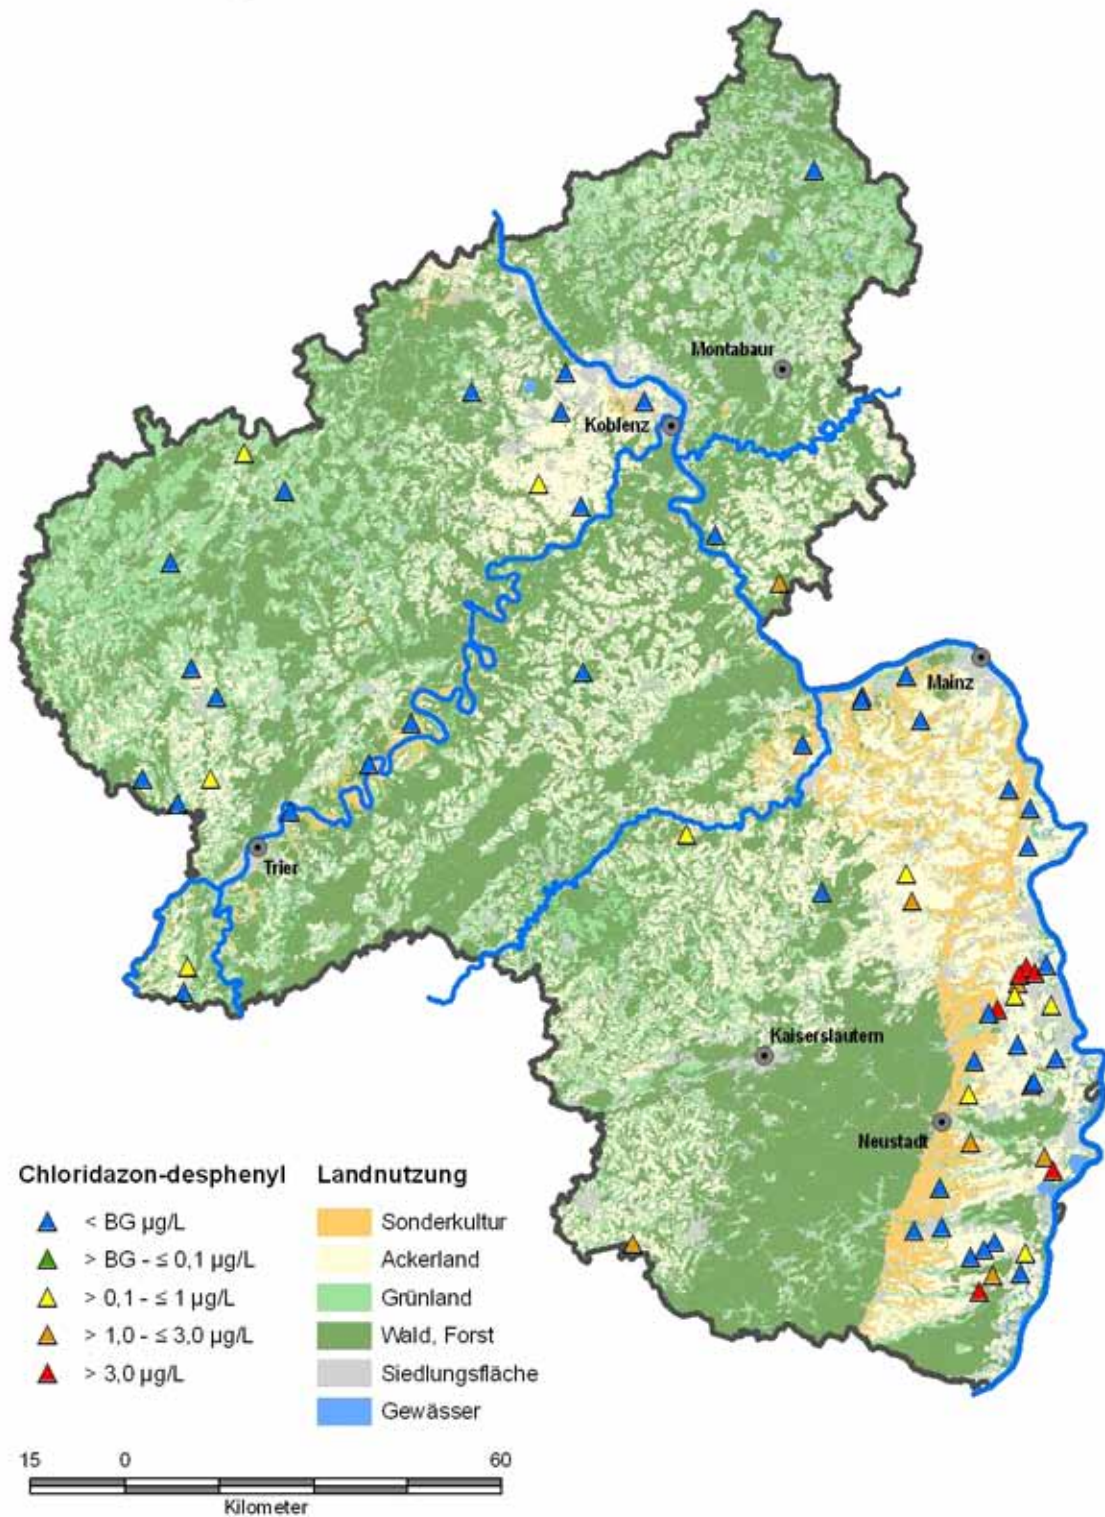 Montabaur
Koblenz
Mainz
Trier
Kaiserslautern
Neustadt
Chloridazon-desphenyl
< BG µg/L
> BG - ≤ 0,1 µg/L
> 0,1 - ≤ 1 µg/L
> 1,0 - ≤ 3,0 µg/L
> 3,0 µg/L
Landnutzung
Sonderkultur
Ackerland
Grünland
Wald, Forst
Siedlungsfläche
Gewässer
15 0 60
Kilometer